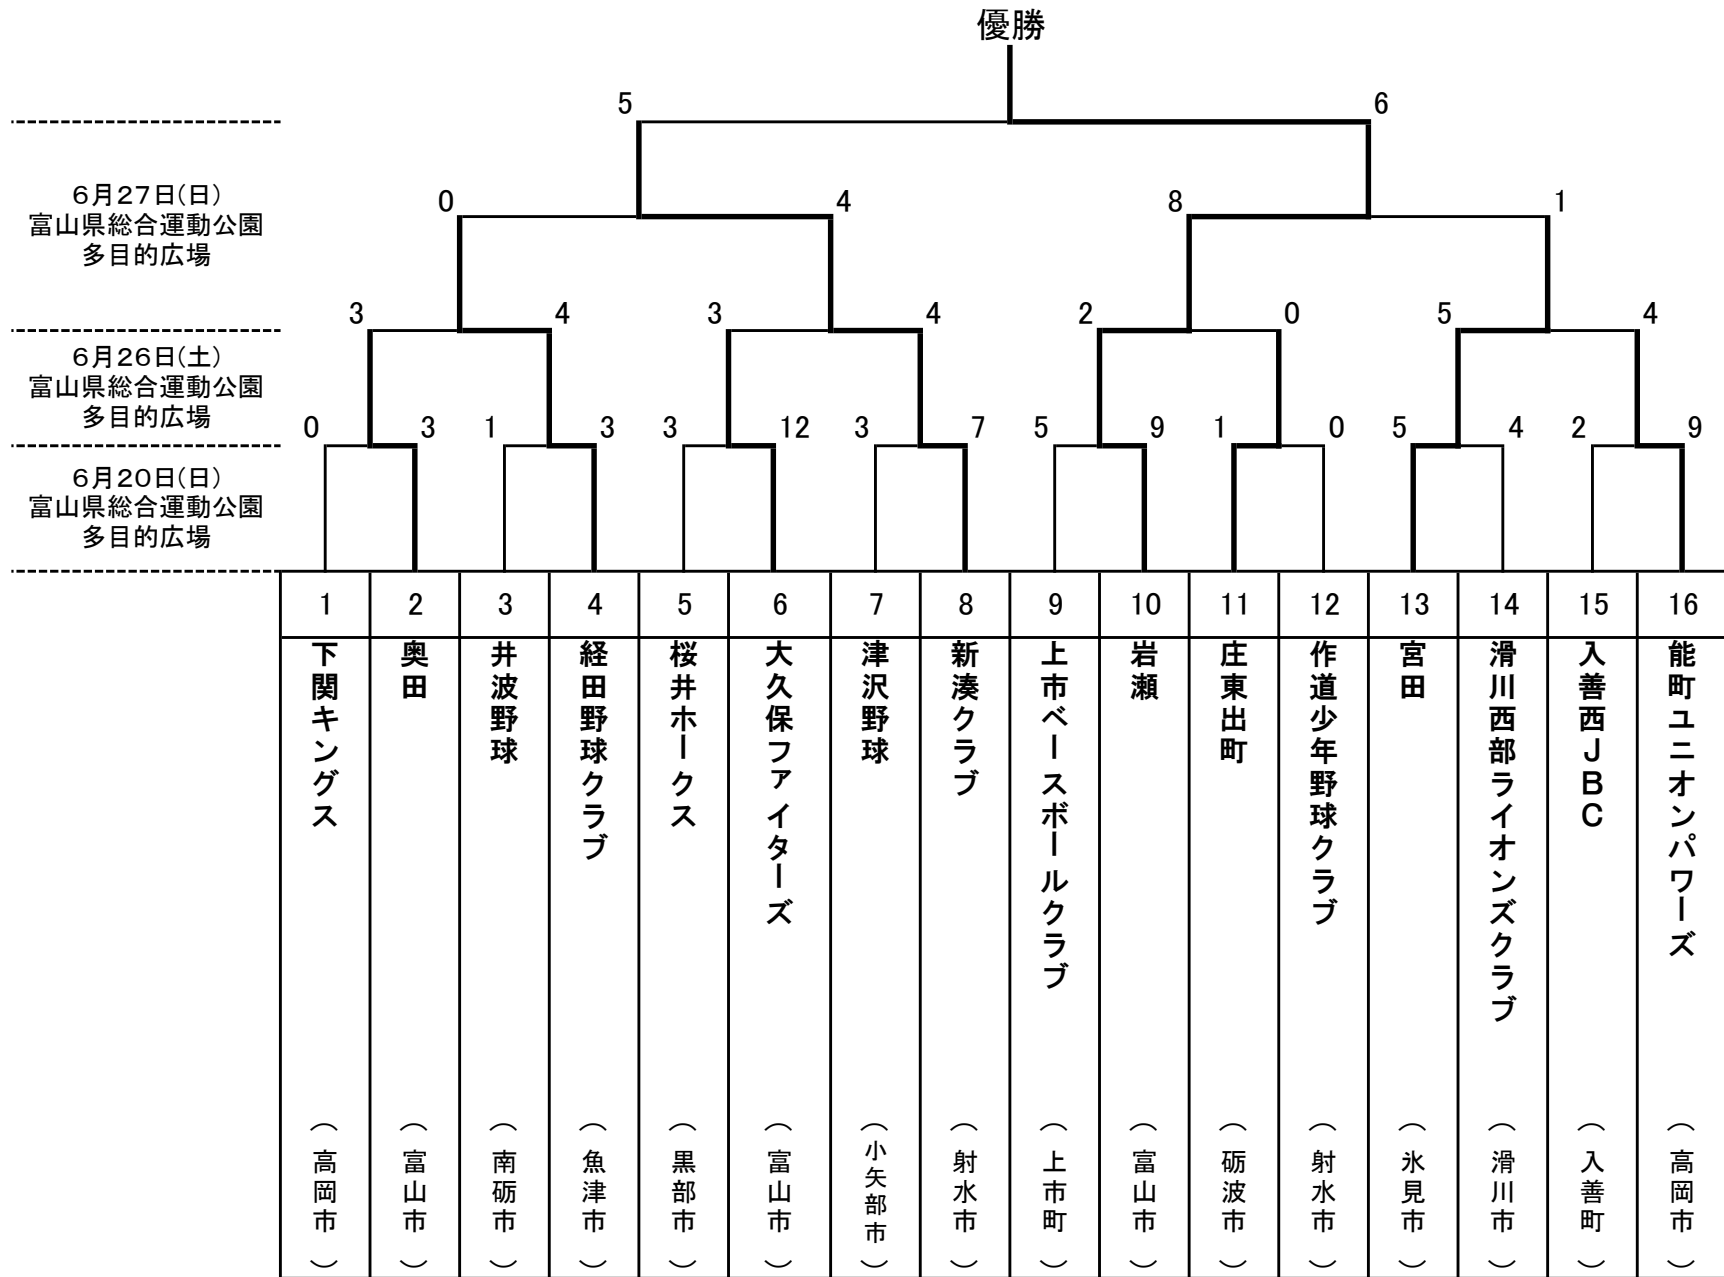 優勝
5 6
6月27日(日)
富山県総合運動公園
多目的広場
0 4 8 1
3 4 3 4 2 0 5 4
6月26日(土)
富山県総合運動公園
多目的広場
0 3 1 3 3 12 3 7 5 9 1 0 5 4 2 9
6月20日(日)
富山県総合運動公園
多目的広場
1 2 3 4 5 6 7 8 9 10 11 12 13 14 15 16
下関キングス
奥田
井波野球
経田野球クラブ
桜井ホークス
大久保ファイターズ
津沢野球
新湊クラブ
上市ベースボールクラブ
岩瀬
庄東出町
作道少年野球クラブ
宮田
滑川西部ライオンズクラブ
入善西JBC
能町ユニオンパワーズ
(高岡市)
(富山市)
(南砺市)
(魚津市)
(黒部市)
(富山市)
(小矢部市)
(射水市)
(上市町)
(富山市)
(砺波市)
(射水市)
(氷見市)
(滑川市)
(入善町)
(高岡市)